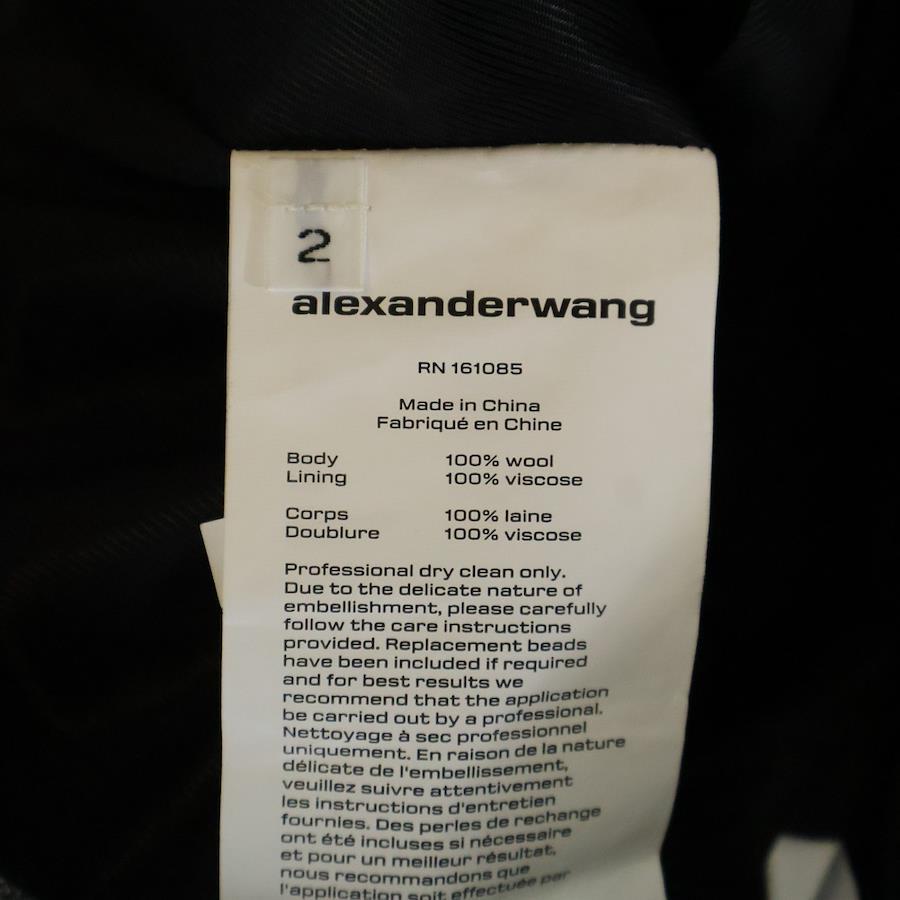 2
alexanderwang
RN 161085
Made in China
Fabriqué en Chine
Body 100% wool
Lining 100% viscose
Corps 100% laine
Doublure 100% viscose
Professional dry clean only.
Due to the delicate nature of
embellishment, please carefully
follow the care instructions
provided. Replacement beads
have been included if required
and for best results we
recommend that the application
be carried out by a professional.
Nettoyage à sec professionnel
uniquement. En raison de la nature
délicate de l'embellissement,
veuillez suivre attentivement
les instructions d'entretien
fournies. Des perles de rechange
ont été incluses si nécessaire
et pour un meilleur résultat,
nous recommandons que
l'application soit effectuée par